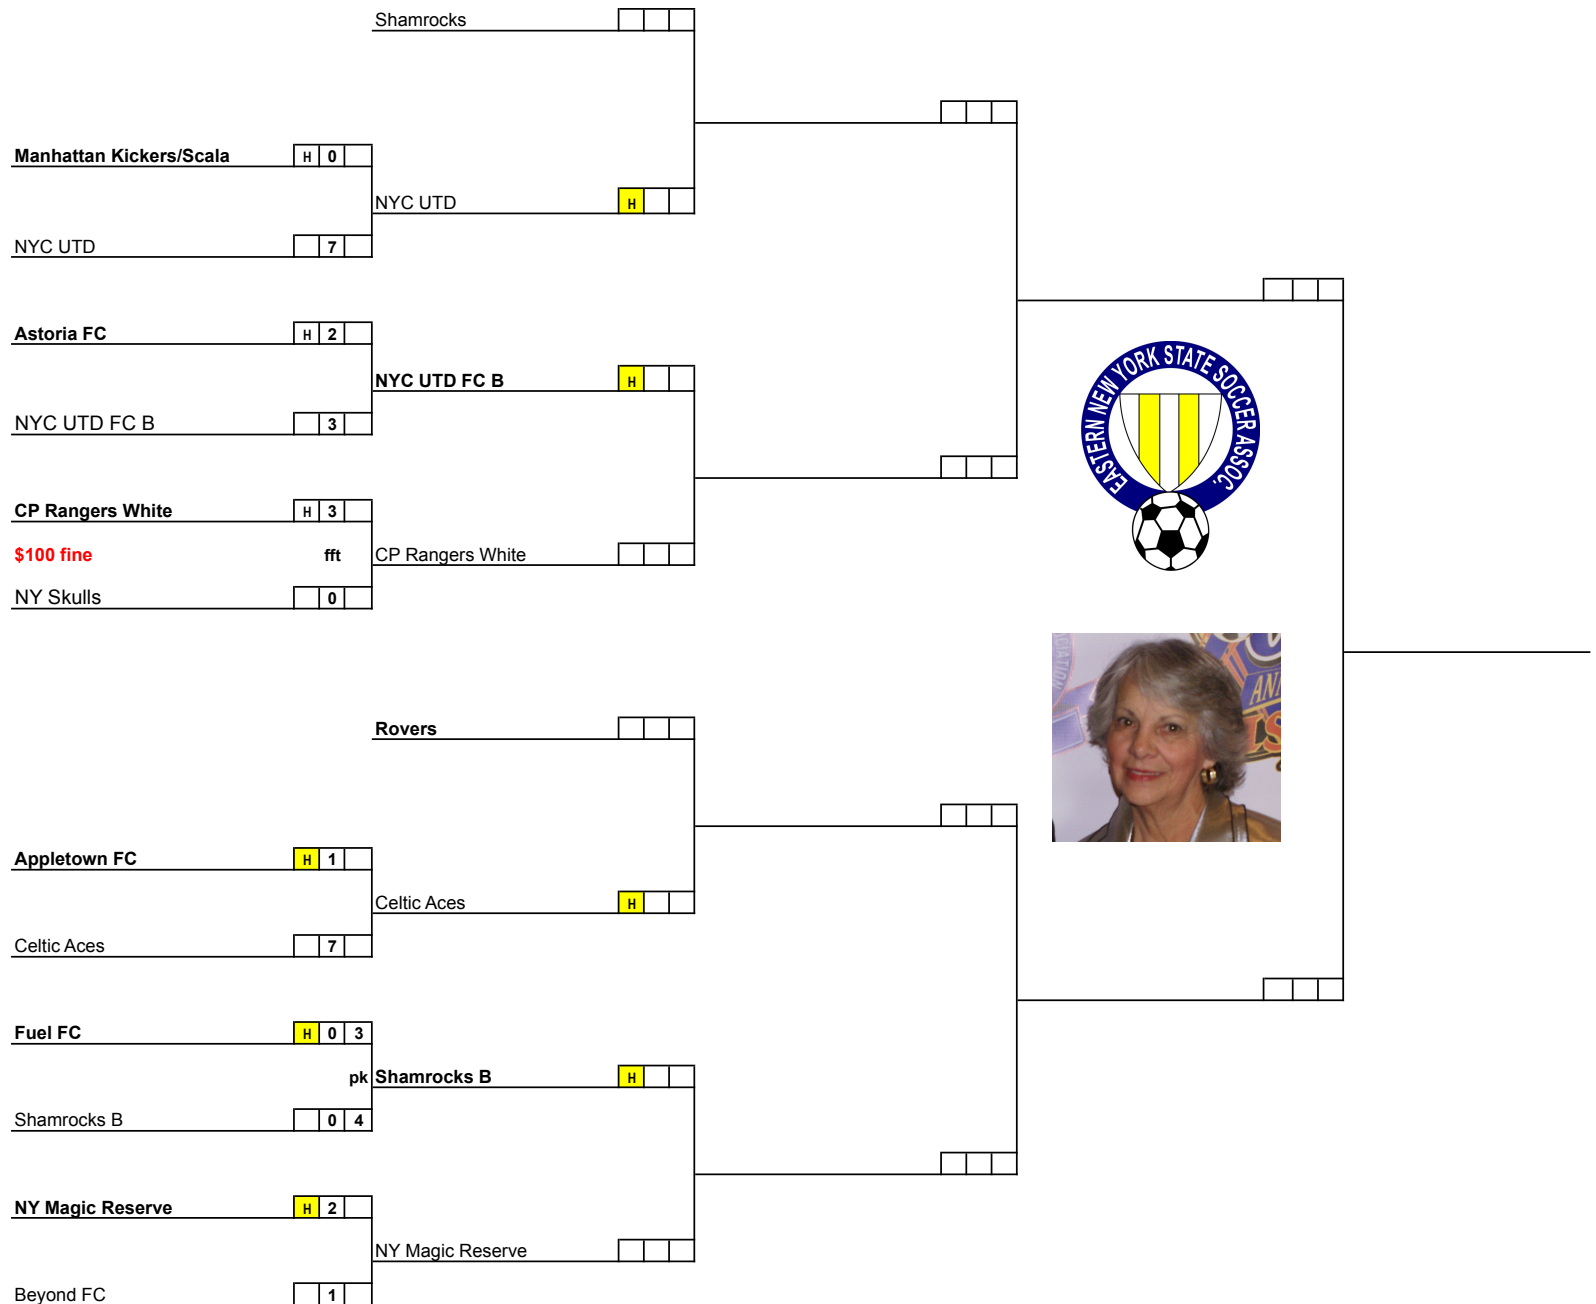 Shamrocks
Manhattan Kickers/Scala H 0
NYC UTD H
NYC UTD 7
Astoria FC H 2
NYC UTD FC B H
NYC UTD FC B 3
CP Rangers White H 3
$100 fine fft CP Rangers White
NY Skulls 0
EASTERN NEW YORK STATE SOCCER ASSOC.
Rovers
Appletown FC H 1
Celtic Aces H
Celtic Aces 7
Fuel FC H 0 3
pk Shamrocks B H
Shamrocks B 0 4
NY Magic Reserve H 2
NY Magic Reserve
Beyond FC 1